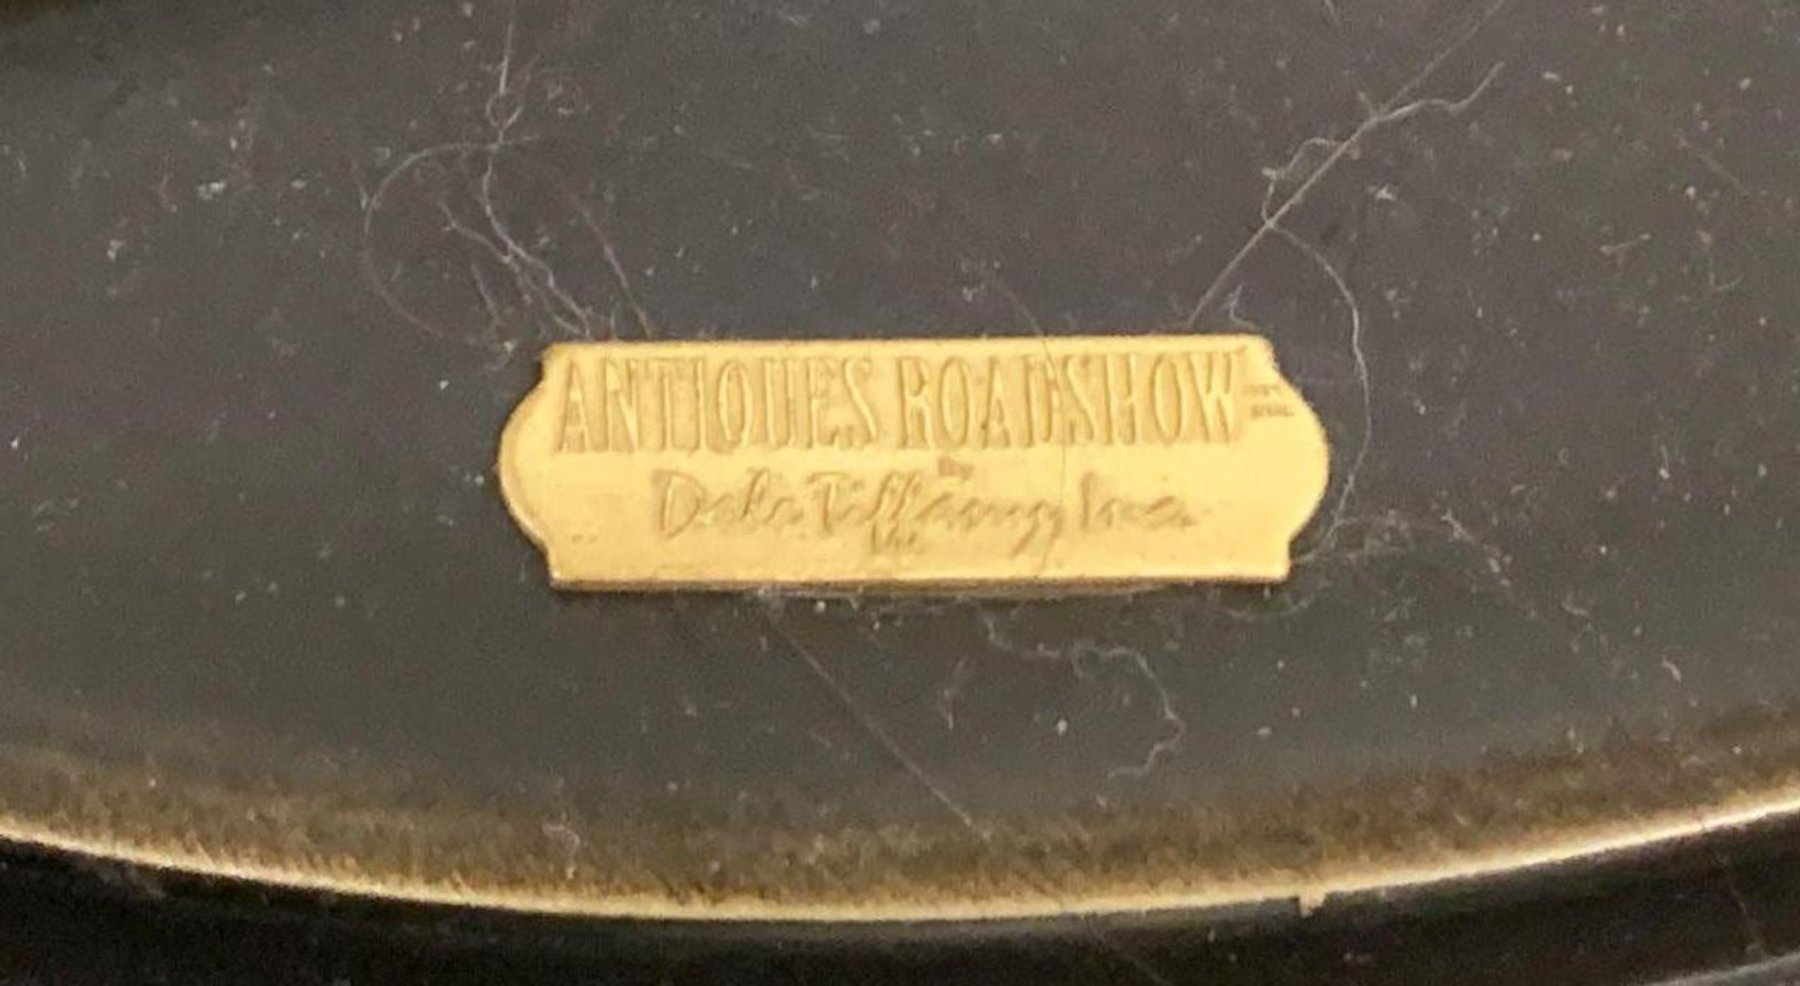 ANTIQUES ROADSHOW
By
Dale Tiffany Inc.